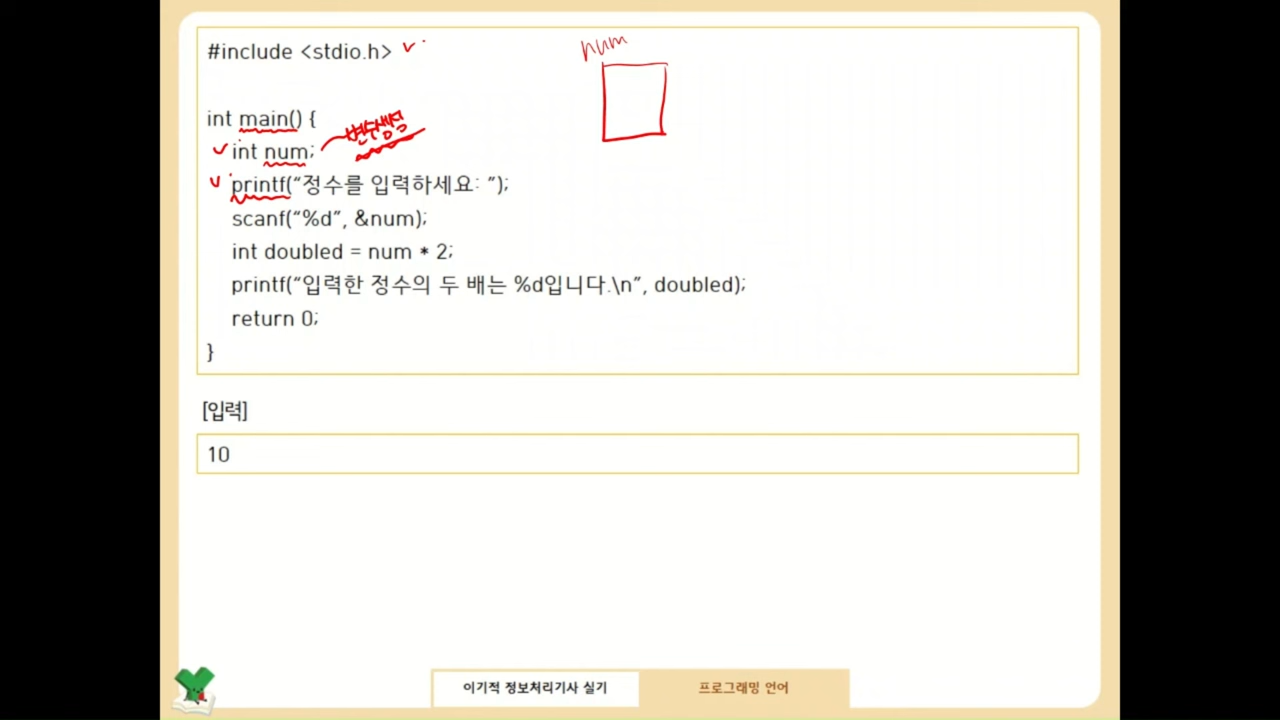 #include <stdio.h>
num
int main() {
변수생성
int num;
printf(“정수를 입력하세요: ”);
scanf(“%d”, &num);
int doubled = num * 2;
printf(“입력한 정수의 두 배는 %d입니다.\n”, doubled);
return 0;
}
[입력]
10
이기적 정보처리기사 실기
프로그래밍 언어